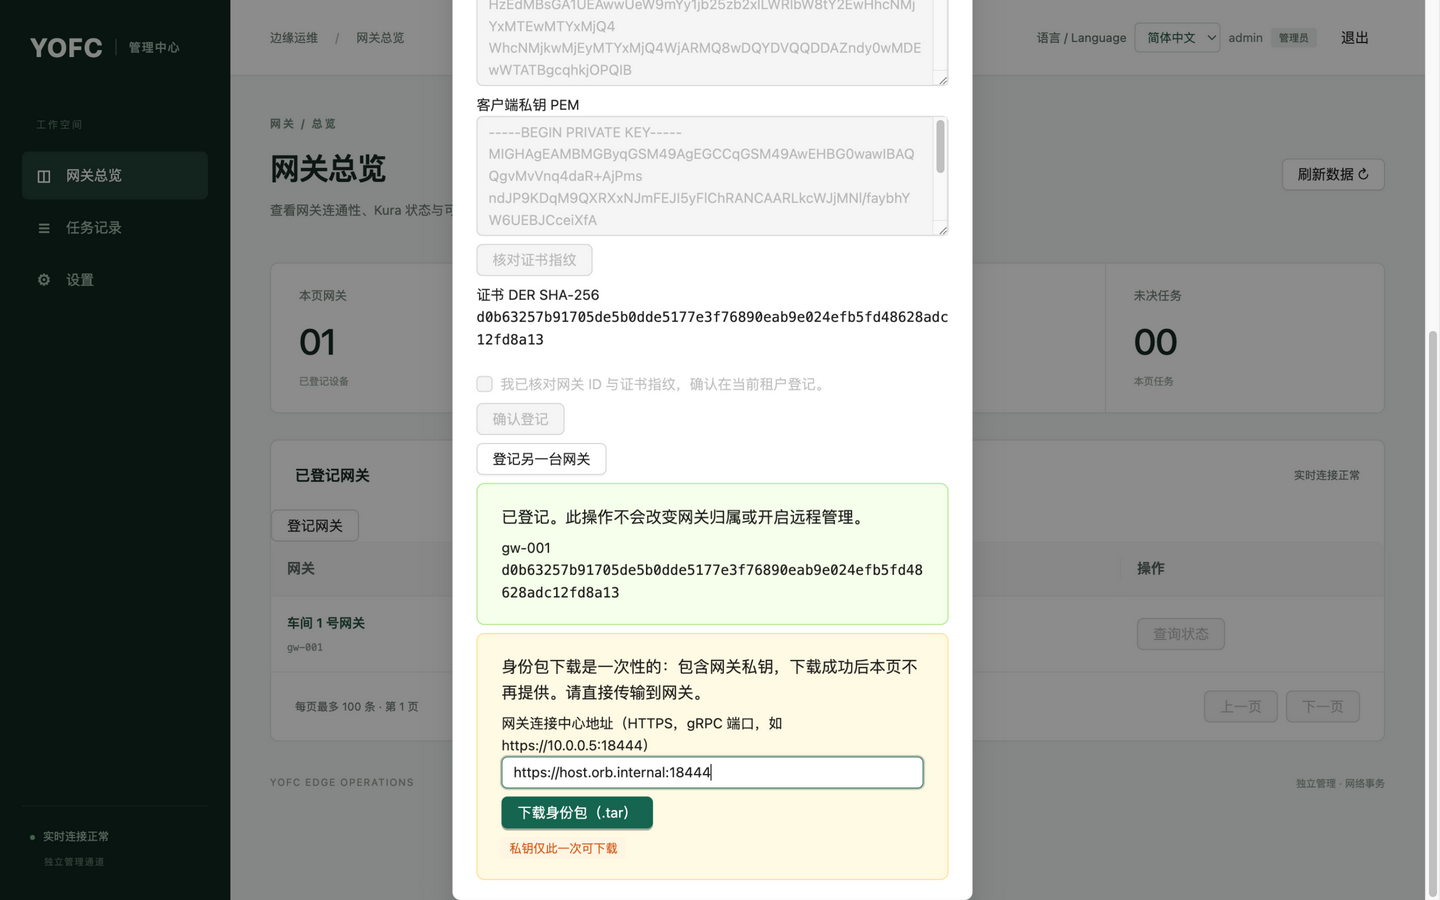 YOFC 管理中心
边缘运维 / 网关总览
语言 / Language 简体中文 admin 管理员 退出
工作空间
网关总览
任务记录
设置
实时连接正常
独立管理通道
网关 / 总览
网关总览
刷新数据
查看网关连通性、Kura 状态与可
本页网关
01
已登记设备
未决任务
00
本页任务
已登记网关
实时连接正常
登记网关
网关
操作
车间 1 号网关
gw-001
查询状态
每页最多 100 条 · 第 1 页
上一页 下一页
YOFC EDGE OPERATIONS
独立管理 · 网络事务
HzEdMBsGA1UEAwwUeW9mYy1jb25zb2xlLWRlbW8tY2EwHhcNMj
YxMTEwMTYxMjQ4
WhcNMjkwMjEyMTYxMjQ4WjARMQ8wDQYDVQQDDAZndy0wMDE
wWTATBgcqhkjOPQIB
客户端私钥 PEM
-----BEGIN PRIVATE KEY-----
MIGHAgEAMBMGByqGSM49AgEGCCqGSM49AwEHBG0wawIBAQ
QgvMvVnq4daR+AjPms
ndJP9KDqM9QXRXxNJmFEJI5yFlChRANCAARLkcWJjMNl/faybhY
W6UEBJCceiXfA
核对证书指纹
证书 DER SHA-256
d0b63257b91705de5b0dde5177e3f76890eab9e024efb5fd48628adc
12fd8a13
我已核对网关 ID 与证书指纹，确认在当前租户登记。
确认登记
登记另一台网关
已登记。此操作不会改变网关归属或开启远程管理。
gw-001
d0b63257b91705de5b0dde5177e3f76890eab9e024efb5fd48
628adc12fd8a13
身份包下载是一次性的：包含网关私钥，下载成功后本页不
再提供。请直接传输到网关。
网关连接中心地址（HTTPS，gRPC 端口，如
https://10.0.0.5:18444）
https://host.orb.internal:18444
下载身份包（.tar）
私钥仅此一次可下载